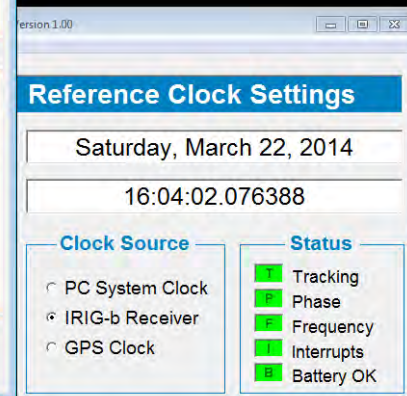 ersion 1.00
Reference Clock Settings
Saturday, March 22, 2014
16:04:02.076388
Clock Source
PC System Clock
IRIG-b Receiver
GPS Clock
Status
T Tracking
P Phase
F Frequency
I Interrupts
B Battery OK